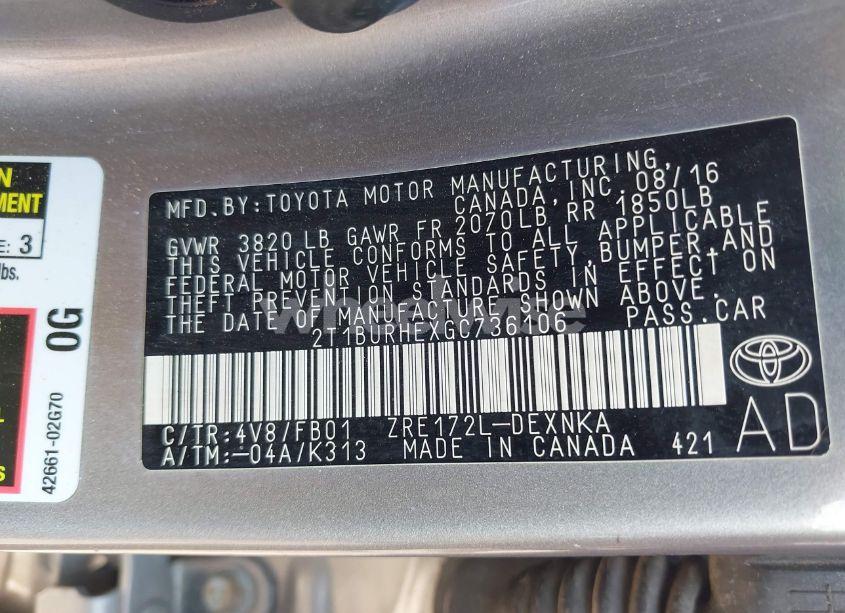 MFD.BY:TOYOTA MOTOR MANUFACTURING,
CANADA,INC. 08/16
GVWR 3820 LB GAWR FR 2070LB, RR 1850LB
THIS VEHICLE CONFORMS TO ALL APPLICABLE
FEDERAL MOTOR VEHICLE SAFETY,BUMPER,AND
THEFT PREVENTION STANDARDS IN EFFECT ON
THE DATE OF MANUFACTURE SHOWN ABOVE.
PASS.CAR
C/TR:4V8/FB01 ZRE172L-DEXNKA
A/TM:-04A/K313 MADE IN CANADA 421
AD
3
lbs.
0G
42661-02G70